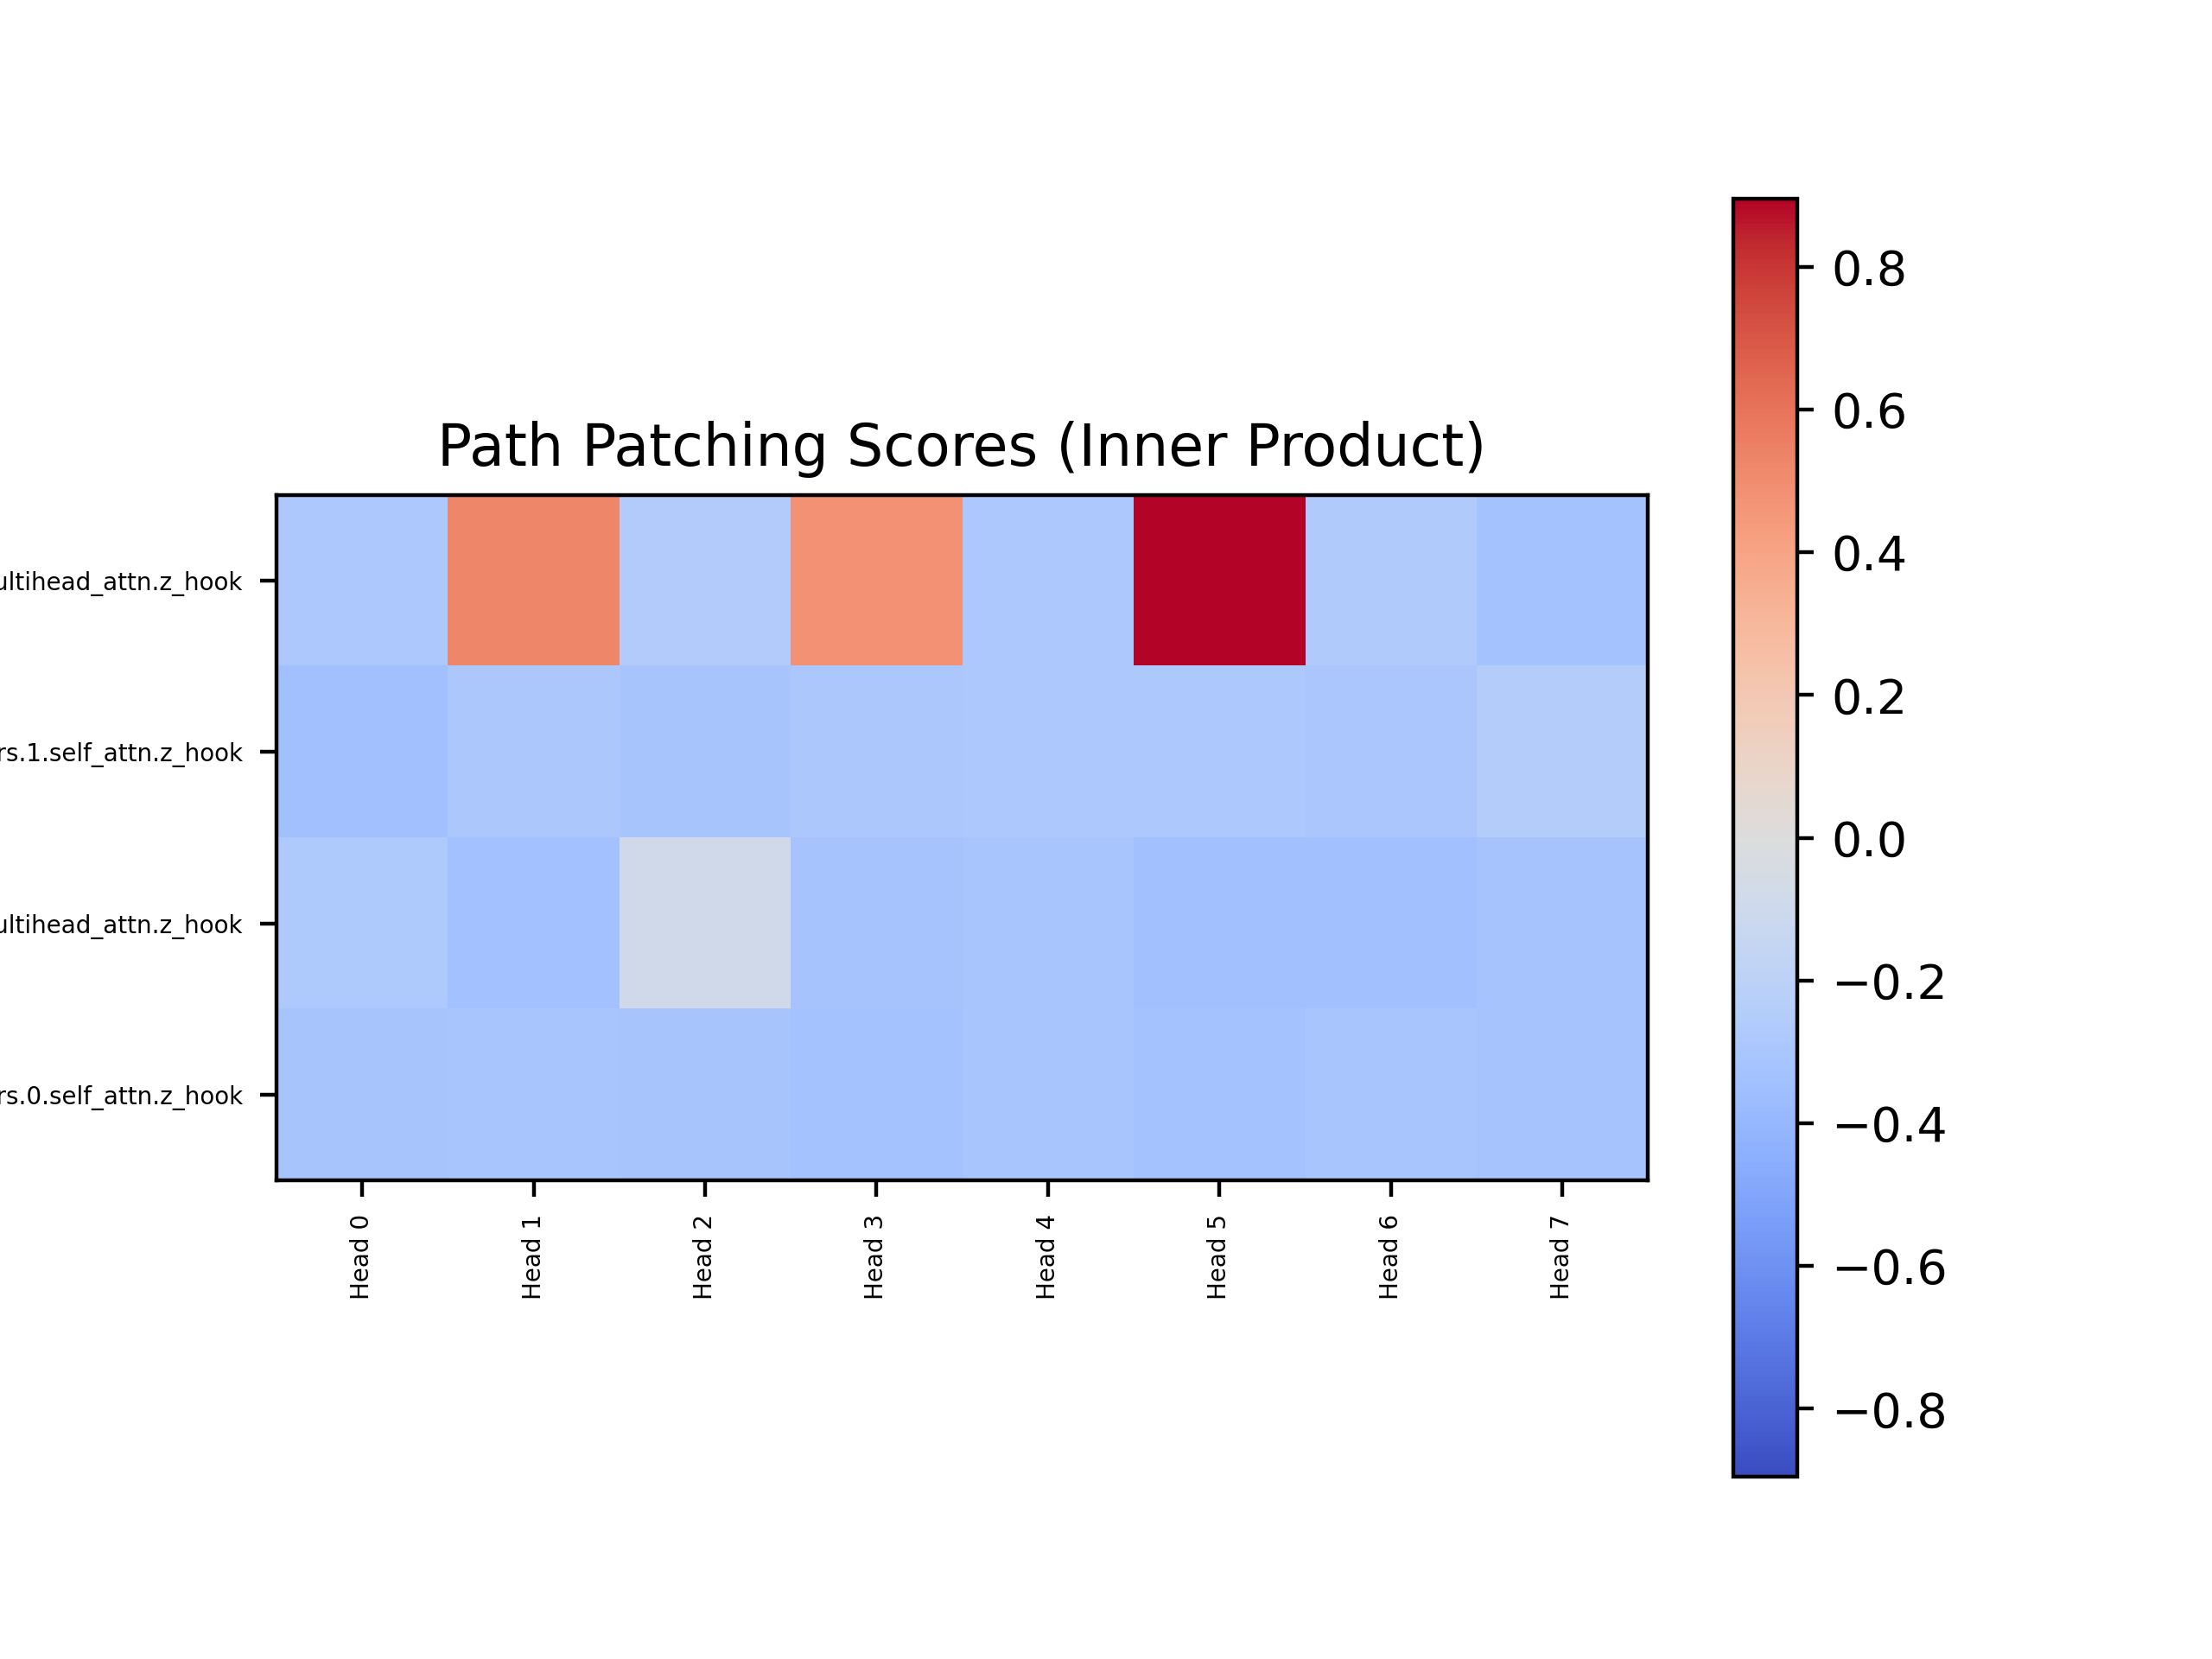 Path Patching Scores (Inner Product)
ultihead_attn.z_hook
rs.1.self_attn.z_hook
ultihead_attn.z_hook
rs.0.self_attn.z_hook
Head 0
Head 1
Head 2
Head 3
Head 4
Head 5
Head 6
Head 7
0.8
0.6
0.4
0.2
0.0
−0.2
−0.4
−0.6
−0.8